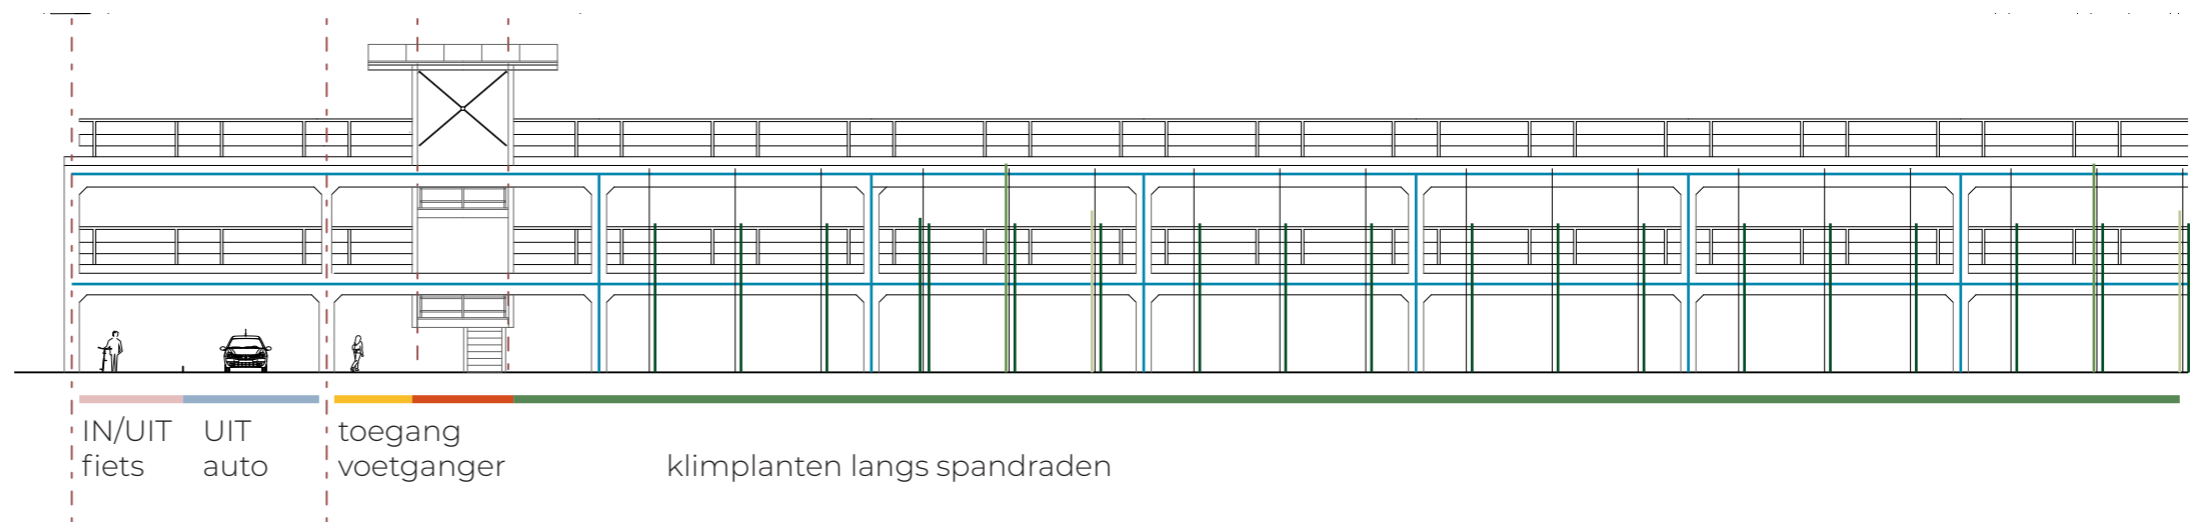 IN/UIT
fiets
UIT
auto
toegang
voetganger
klimplanten langs spandraden